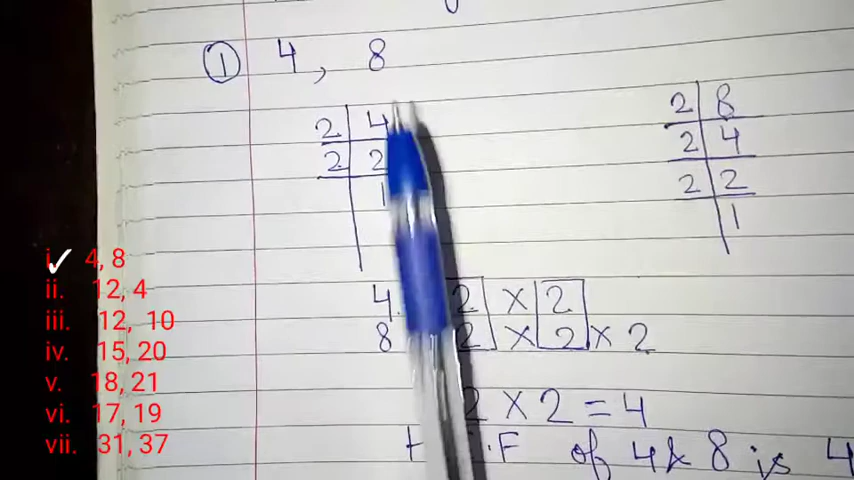 ① 4, 8
2 4 2 8
2 2 2 4
1 2 2
1
4 2 × 2
8 2 × 2 × 2
2 × 2 = 4
H .F of 4 & 8 is 4
i. 4, 8
ii. 12, 4
iii. 12, 10
iv. 15, 20
v. 18, 21
vi. 17, 19
vii. 31, 37